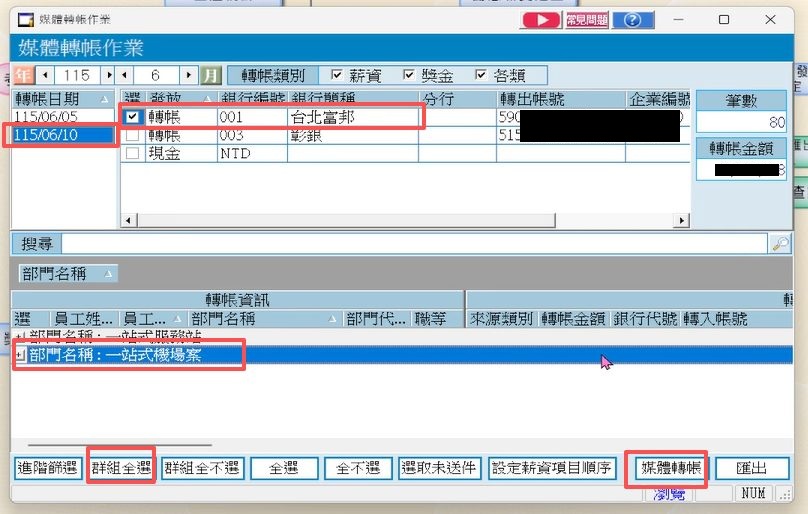 媒體轉帳作業
常見問題
媒體轉帳作業
年 115 6 月 轉帳類別 薪資 獎金 各類
轉帳日期 選 發放 銀行編號 銀行簡稱 分行 轉出帳號 企業編號 筆數
115/06/05 轉帳 001 台北富邦 590 80
115/06/10 轉帳 003 彰銀 515
現金 NTD 轉帳金額
8
搜尋
部門名稱
轉帳資訊
選 員工姓... 員工... 部門名稱 部門代... 職等 來源類別 轉帳金額 銀行代號 轉入帳號
部門名稱 : 一站式服務站
部門名稱 : 一站式機場案
進階篩選 群組全選 群組全不選 全選 全不選 選取未送件 設定薪資項目順序 媒體轉帳 匯出
瀏覽 NUM